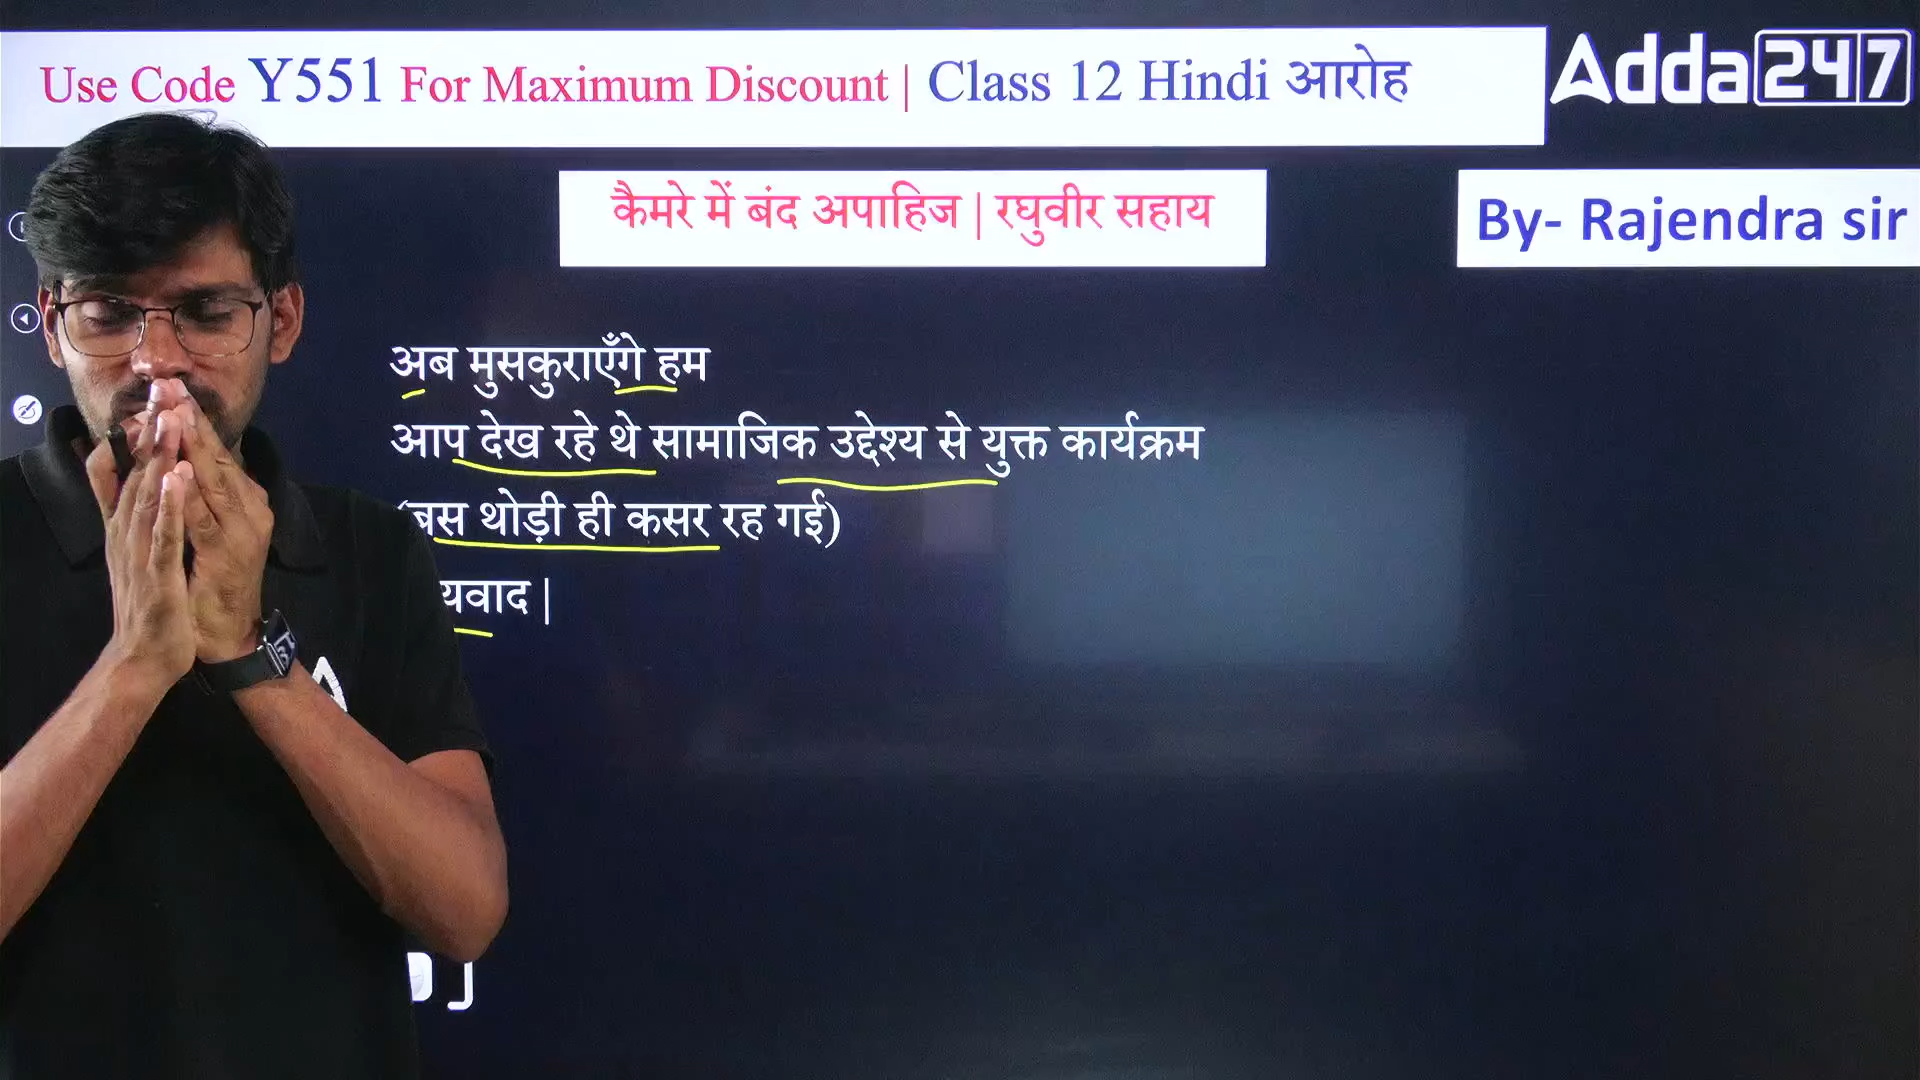 Use Code Y551 For Maximum Discount | Class 12 Hindi आरोह
Adda247
कैमरे में बंद अपाहिज | रघुवीर सहाय
By- Rajendra sir
अब मुसकुराएँगे हम
आप देख रहे थे सामाजिक उद्देश्य से युक्त कार्यक्रम
(बस थोड़ी ही कसर रह गई)
यवाद |